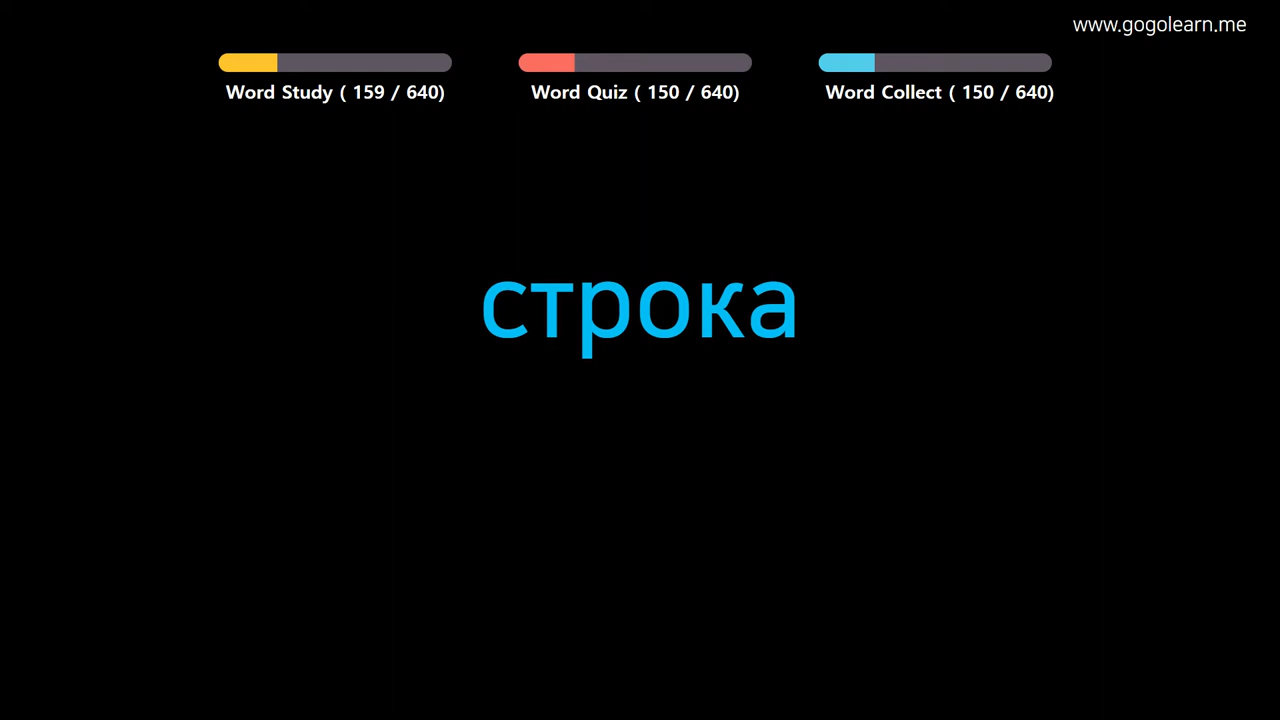 www.gogolearn.me
Word Study ( 159 / 640)
Word Quiz ( 150 / 640)
Word Collect ( 150 / 640)
строка